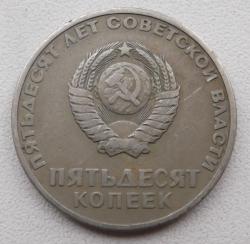 ПЯТЬДЕСЯТ ЛЕТ СОВЕТСКОЙ ВЛАСТИ
ПЯТЬДЕСЯТ
КОПЕЕК